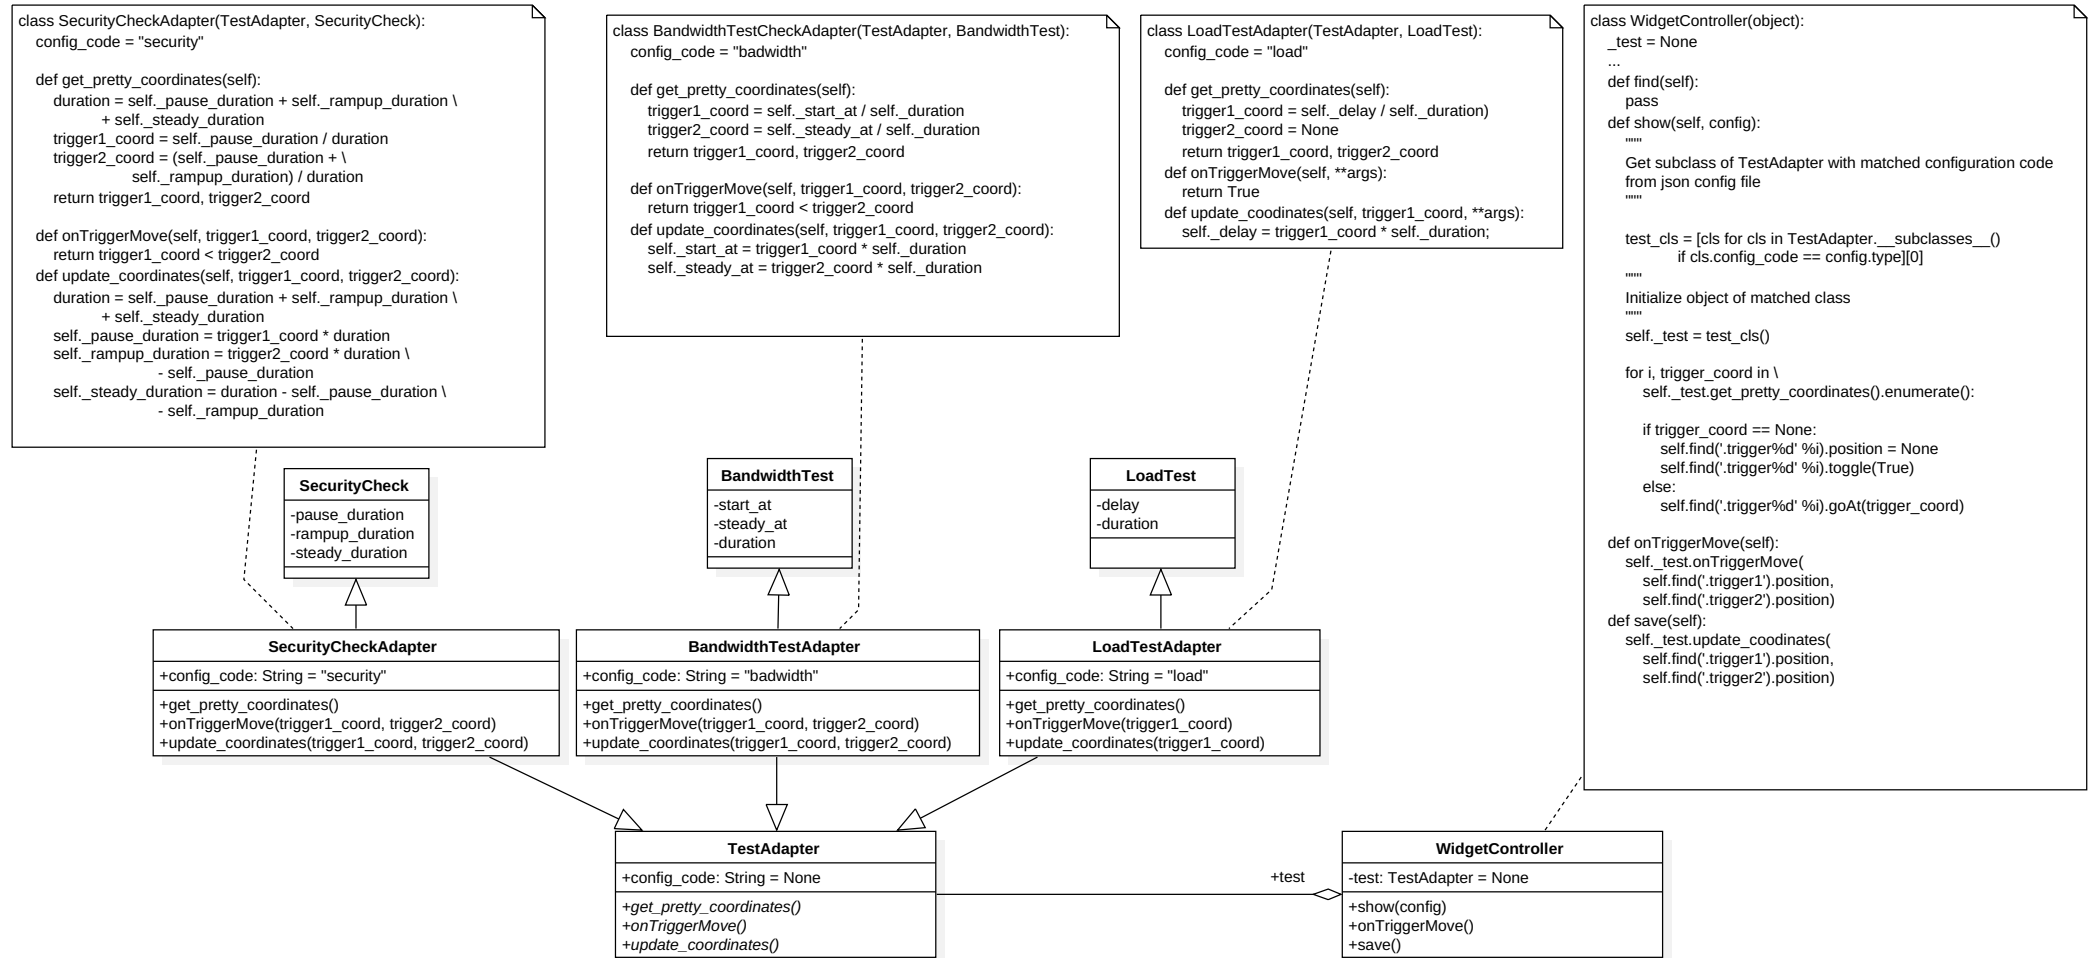 class SecurityCheckAdapter(TestAdapter, SecurityCheck):
    config_code = "security"
    def get_pretty_coordinates(self):
        duration = self._pause_duration + self._rampup_duration \
            + self._steady_duration
        trigger1_coord = self._pause_duration / duration
        trigger2_coord = (self._pause_duration + \
            self._rampup_duration) / duration
        return trigger1_coord, trigger2_coord
    def onTriggerMove(self, trigger1_coord, trigger2_coord):
        return trigger1_coord < trigger2_coord
    def update_coordinates(self, trigger1_coord, trigger2_coord):
        duration = self._pause_duration + self._rampup_duration \
            + self._steady_duration
        self._pause_duration = trigger1_coord * duration
        self._rampup_duration = trigger2_coord * duration \
            - self._pause_duration
        self._steady_duration = duration - self._pause_duration \
            - self._rampup_duration
class BandwidthTestCheckAdapter(TestAdapter, BandwidthTest):
    config_code = "badwidth"
    def get_pretty_coordinates(self):
        trigger1_coord = self._start_at / self._duration
        trigger2_coord = self._steady_at / self._duration
        return trigger1_coord, trigger2_coord
    def onTriggerMove(self, trigger1_coord, trigger2_coord):
        return trigger1_coord < trigger2_coord
    def update_coordinates(self, trigger1_coord, trigger2_coord):
        self._start_at = trigger1_coord * self._duration
        self._steady_at = trigger2_coord * self._duration
class LoadTestAdapter(TestAdapter, LoadTest):
    config_code = "load"
    def get_pretty_coordinates(self):
        trigger1_coord = self._delay / self._duration)
        trigger2_coord = None
        return trigger1_coord, trigger2_coord
    def onTriggerMove(self, **args):
        return True
    def update_coodinates(self, trigger1_coord, **args):
        self._delay = trigger1_coord * self._duration;
class WidgetController(object):
    _test = None
    ...
    def find(self):
        pass
    def show(self, config):
        """
        Get subclass of TestAdapter with matched configuration code
        from json config file
        """
        test_cls = [cls for cls in TestAdapter.__subclasses__()
            if cls.config_code == config.type][0]
        """
        Initialize object of matched class
        """
        self._test = test_cls()
        for i, trigger_coord in \
            self._test.get_pretty_coordinates().enumerate():
            if trigger_coord == None:
                self.find('.trigger%d' %i).position = None
                self.find('.trigger%d' %i).toggle(True)
            else:
                self.find('.trigger%d' %i).goAt(trigger_coord)
    def onTriggerMove(self):
        self._test.onTriggerMove(
            self.find('.trigger1').position,
            self.find('.trigger2').position)
    def save(self):
        self._test.update_coodinates(
            self.find('.trigger1').position,
            self.find('.trigger2').position)
SecurityCheck
-pause_duration
-rampup_duration
-steady_duration
BandwidthTest
-start_at
-steady_at
-duration
LoadTest
-delay
-duration
SecurityCheckAdapter
+config_code: String = "security"
+get_pretty_coordinates()
+onTriggerMove(trigger1_coord, trigger2_coord)
+update_coordinates(trigger1_coord, trigger2_coord)
BandwidthTestAdapter
+config_code: String = "badwidth"
+get_pretty_coordinates()
+onTriggerMove(trigger1_coord, trigger2_coord)
+update_coordinates(trigger1_coord, trigger2_coord)
LoadTestAdapter
+config_code: String = "load"
+get_pretty_coordinates()
+onTriggerMove(trigger1_coord)
+update_coordinates(trigger1_coord)
TestAdapter
+config_code: String = None
+get_pretty_coordinates()
+onTriggerMove()
+update_coordinates()
+test
WidgetController
-test: TestAdapter = None
+show(config)
+onTriggerMove()
+save()